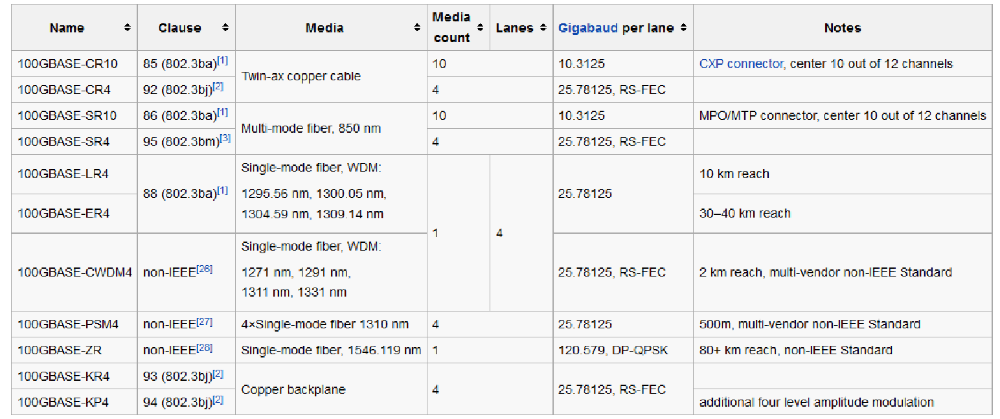 Name Clause Media Media count Lanes Gigabaud per lane Notes
100GBASE-CR10 85 (802.3ba)[1] Twin-ax copper cable 10 10.3125 CXP connector, center 10 out of 12 channels
100GBASE-CR4 92 (802.3bj)[2] 4 25.78125, RS-FEC
100GBASE-SR10 86 (802.3ba)[1] Multi-mode fiber, 850 nm 10 10.3125 MPO/MTP connector, center 10 out of 12 channels
100GBASE-SR4 95 (802.3bm)[3] 4 25.78125, RS-FEC
100GBASE-LR4 88 (802.3ba)[1] Single-mode fiber, WDM:
1295.56 nm, 1300.05 nm,
1304.59 nm, 1309.14 nm 1 4 25.78125 10 km reach
100GBASE-ER4 30–40 km reach
100GBASE-CWDM4 non-IEEE[26] Single-mode fiber, WDM:
1271 nm, 1291 nm,
1311 nm, 1331 nm 25.78125, RS-FEC 2 km reach, multi-vendor non-IEEE Standard
100GBASE-PSM4 non-IEEE[27] 4×Single-mode fiber 1310 nm 4 25.78125 500m, multi-vendor non-IEEE Standard
100GBASE-ZR non-IEEE[28] Single-mode fiber, 1546.119 nm 1 120.579, DP-QPSK 80+ km reach, non-IEEE Standard
100GBASE-KR4 93 (802.3bj)[2] Copper backplane 4 25.78125, RS-FEC
100GBASE-KP4 94 (802.3bj)[2] additional four level amplitude modulation